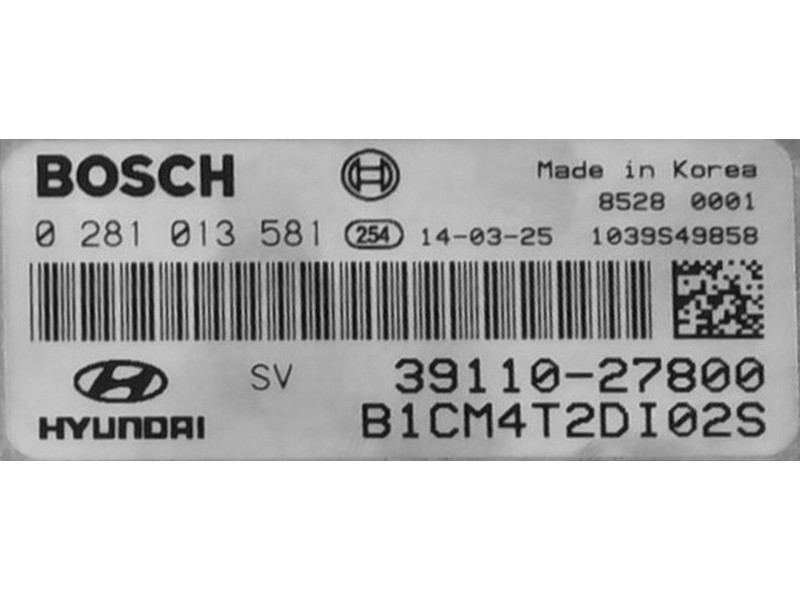 BOSCH
Made in Korea
8528 0001
0 281 013 581 254 14-03-25 1039S49858
SV 39110-27800
HYUNDAI B1CM4T2DI02S